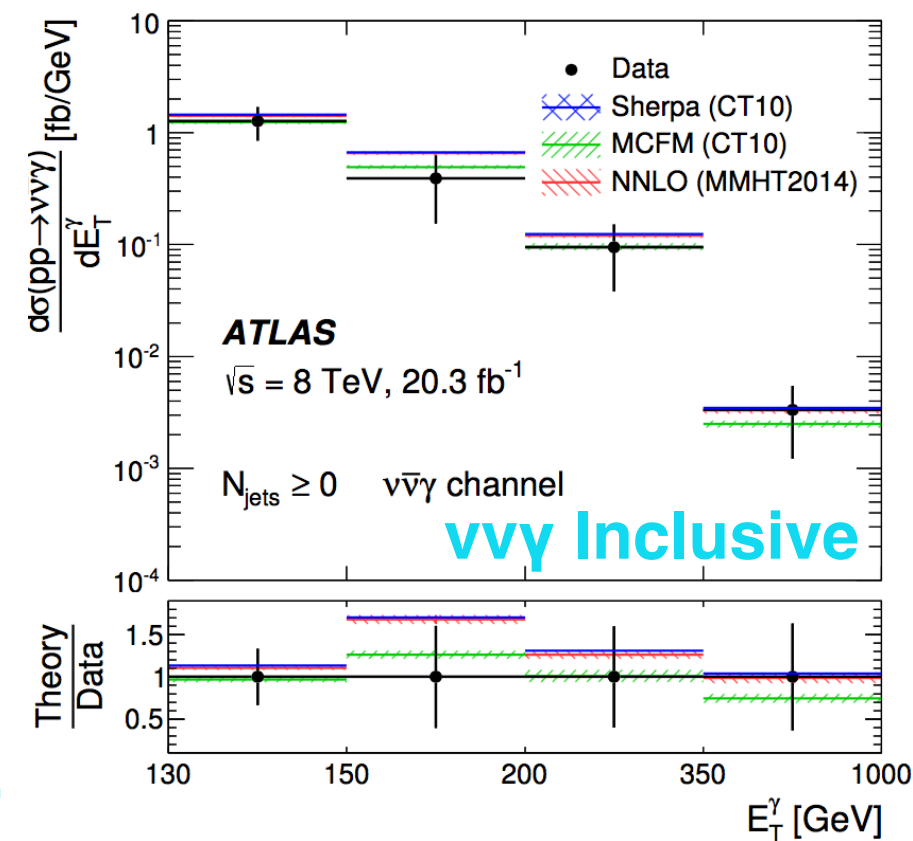 10
1
10⁻¹
10⁻²
10⁻³
10⁻⁴
dσ(pp→ννγ)
dE_T^γ
[fb/GeV]
Data
Sherpa (CT10)
MCFM (CT10)
NNLO (MMHT2014)
ATLAS
√s = 8 TeV, 20.3 fb⁻¹
N_jets ≥ 0 νν̄γ channel
ννγ Inclusive
Theory
Data
1.5
1
0.5
130 150 200 350 1000
E_T^γ [GeV]